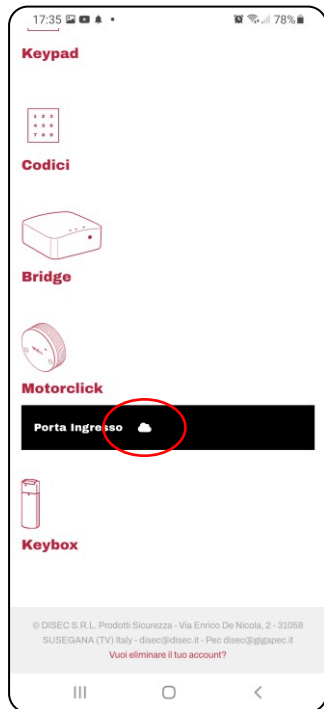 17:35 78%
Keypad
1 2 3
4 5 6
7 8 9
Codici
Bridge
Motorclick
Porta Ingresso
Keybox
© DISEC S.R.L. Prodotti Sicurezza - Via Enrico De Nicola, 2 - 31058
SUSEGANA (TV) Italy - disec@disec.it - Pec disec@gigapec.it
Vuoi eliminare il tuo account?